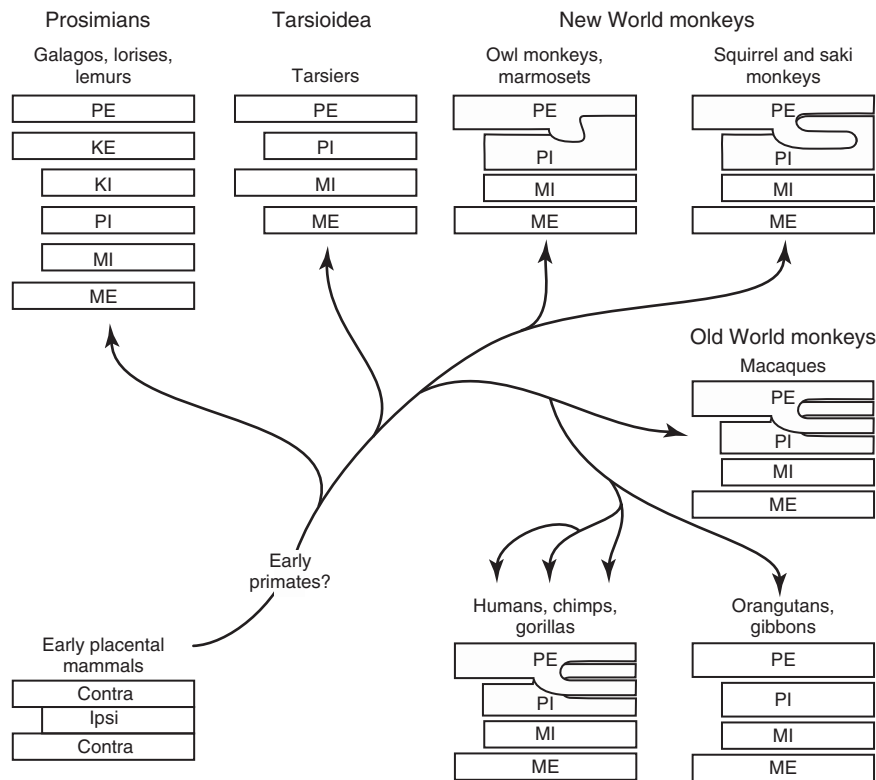 Prosimians
Galagos, lorises,
lemurs
PE
KE
KI
PI
MI
ME
Tarsioidea
Tarsiers
PE
PI
MI
ME
New World monkeys
Owl monkeys,
marmosets
PE
PI
MI
ME
Squirrel and saki
monkeys
PE
PI
MI
ME
Old World monkeys
Macaques
PE
PI
MI
ME
Early
primates?
Early placental
mammals
Contra
Ipsi
Contra
Humans, chimps,
gorillas
PE
PI
MI
ME
Orangutans,
gibbons
PE
PI
MI
ME